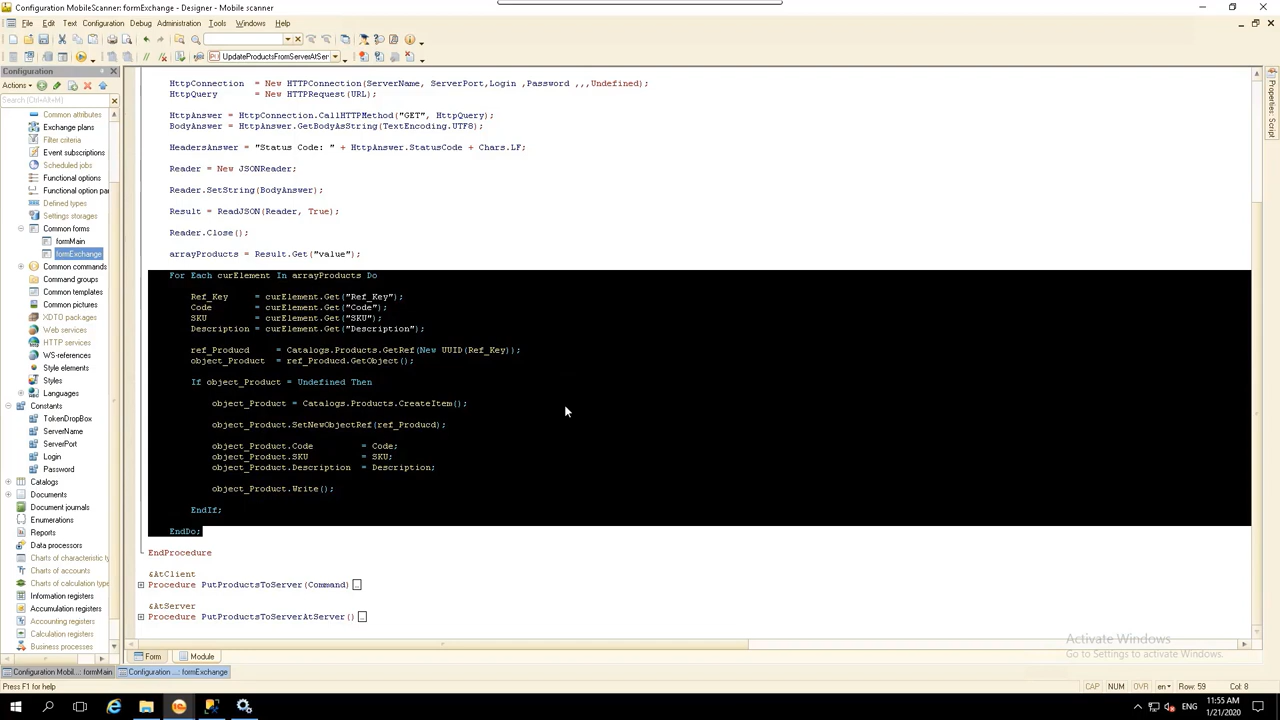 Configuration MobileScanner: formExchange - Designer - Mobile scanner
File Edit Text Configuration Debug Administration Tools Windows Help
UpdateProductsFromServerAtSer
Configuration
Actions
Search (Ctrl+Alt+M)
Common attributes
Exchange plans
Filter criteria
Event subscriptions
Scheduled jobs
Functional options
Functional option par
Defined types
Settings storages
Common forms
formMain
formExchange
Common commands
Command groups
Common templates
Common pictures
XDTO packages
Web services
HTTP services
WS-references
Style elements
Styles
Languages
Constants
TokenDropBox
ServerName
ServerPort
Login
Password
Catalogs
Documents
Document journals
Enumerations
Reports
Data processors
Charts of characteristic ty
Charts of accounts
Charts of calculation type
Information registers
Accumulation registers
Accounting registers
Calculation registers
Business processes
HttpConnection = New HTTPConnection(ServerName, ServerPort,Login ,Password ,,,Undefined);
HttpQuery = New HTTPRequest(URL);
HttpAnswer = HttpConnection.CallHTTPMethod("GET", HttpQuery);
BodyAnswer = HttpAnswer.GetBodyAsString(TextEncoding.UTF8);
HeadersAnswer = "Status Code: " + HttpAnswer.StatusCode + Chars.LF;
Reader = New JSONReader;
Reader.SetString(BodyAnswer);
Result = ReadJSON(Reader, True);
Reader.Close();
arrayProducts = Result.Get("value");
For Each curElement In arrayProducts Do
Ref_Key = curElement.Get("Ref_Key");
Code = curElement.Get("Code");
SKU = curElement.Get("SKU");
Description = curElement.Get("Description");
ref_Producd = Catalogs.Products.GetRef(New UUID(Ref_Key));
object_Product = ref_Producd.GetObject();
If object_Product = Undefined Then
object_Product = Catalogs.Products.CreateItem();
object_Product.SetNewObjectRef(ref_Producd);
object_Product.Code = Code;
object_Product.SKU = SKU;
object_Product.Description = Description;
object_Product.Write();
EndIf;
EndDo;
EndProcedure
&AtClient
Procedure PutProductsToServer(Command) ...
&AtServer
Procedure PutProductsToServerAtServer() ...
Properties: Script
Activate Windows
Go to Settings to activate Windows.
Form Module
Configuration Mobil...: formMain Configuration ...: formExchange
Press F1 for help
CAP NUM OVR en Row: 59 Col: 8
ENG
11:55 AM
1/21/2020